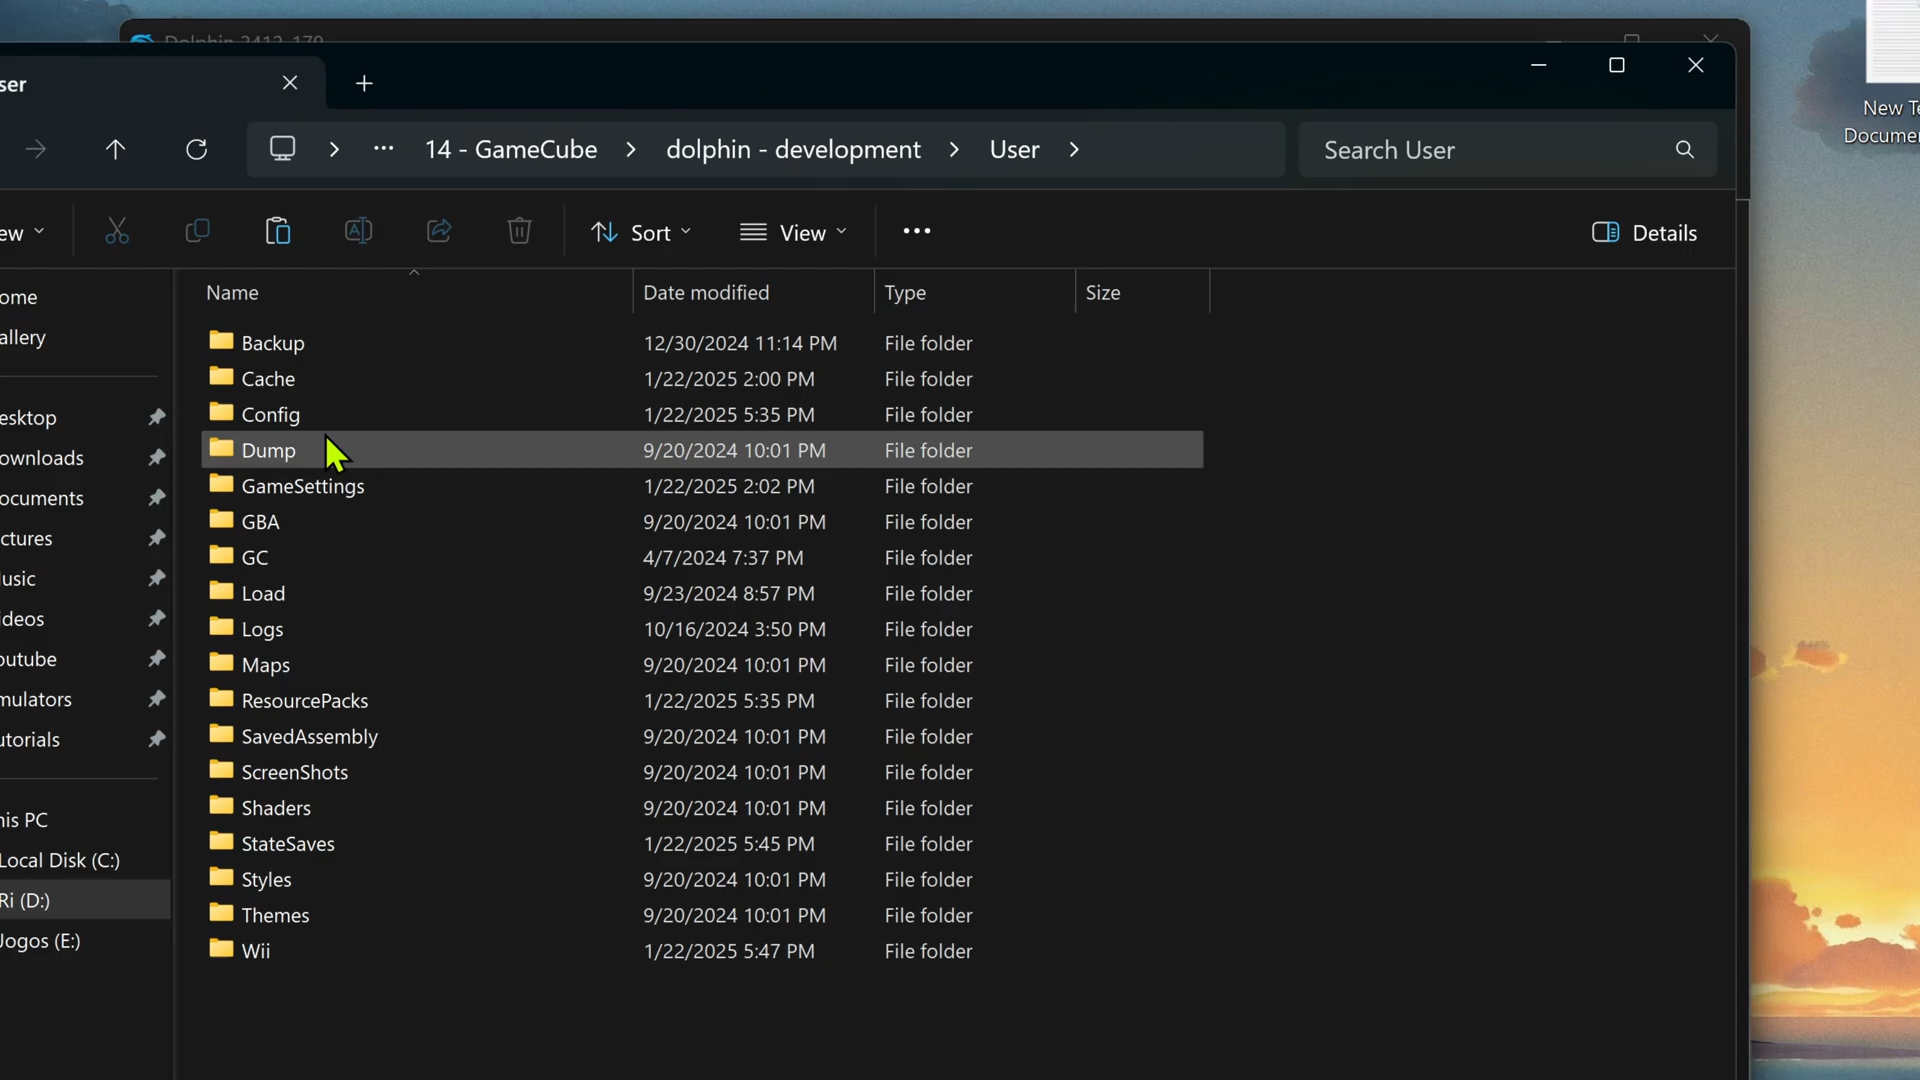 Dolphin 2412-179
ser
14 - GameCube dolphin - development User
Search User
ew
Sort
View
Details
Name Date modified Type Size
Backup 12/30/2024 11:14 PM File folder
Cache 1/22/2025 2:00 PM File folder
Config 1/22/2025 5:35 PM File folder
Dump 9/20/2024 10:01 PM File folder
GameSettings 1/22/2025 2:02 PM File folder
GBA 9/20/2024 10:01 PM File folder
GC 4/7/2024 7:37 PM File folder
Load 9/23/2024 8:57 PM File folder
Logs 10/16/2024 3:50 PM File folder
Maps 9/20/2024 10:01 PM File folder
ResourcePacks 1/22/2025 5:35 PM File folder
SavedAssembly 9/20/2024 10:01 PM File folder
ScreenShots 9/20/2024 10:01 PM File folder
Shaders 9/20/2024 10:01 PM File folder
StateSaves 1/22/2025 5:45 PM File folder
Styles 9/20/2024 10:01 PM File folder
Themes 9/20/2024 10:01 PM File folder
Wii 1/22/2025 5:47 PM File folder
ome
allery
esktop
ownloads
ocuments
ctures
usic
ideos
outube
mulators
utorials
his PC
Local Disk (C:)
Ri (D:)
Jogos (E:)
New Te
Documen